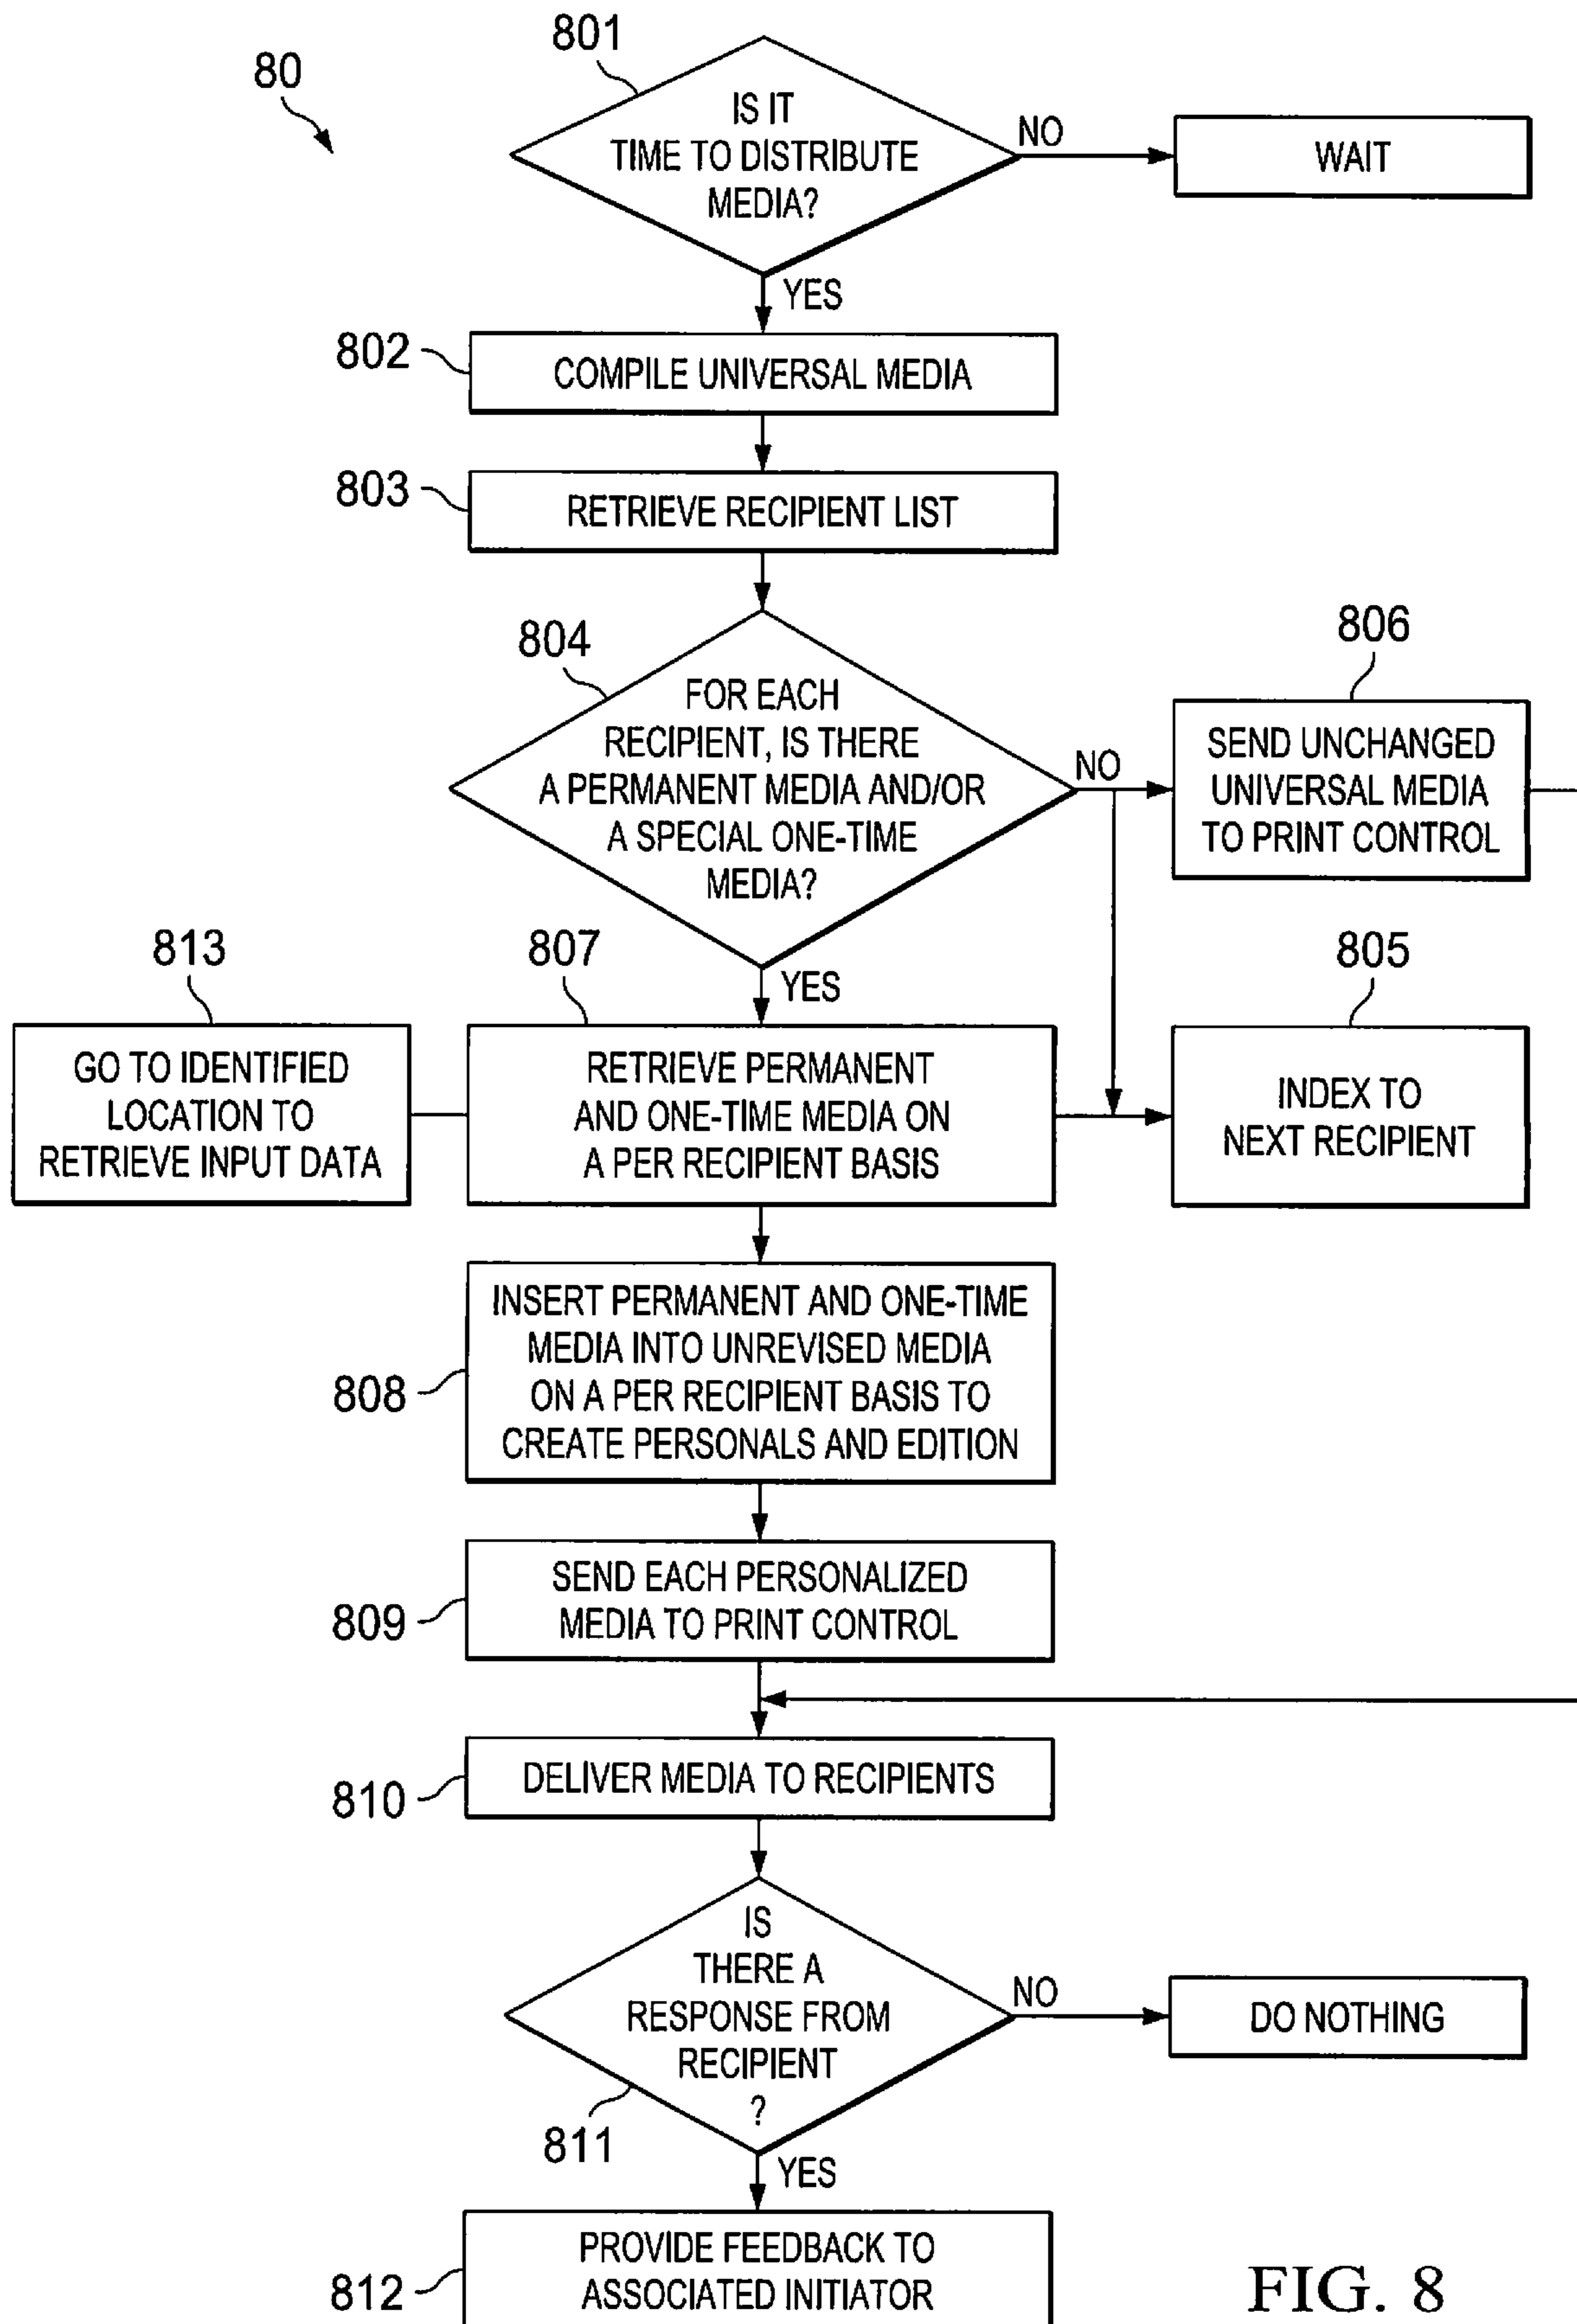 801
80
IS IT
TIME TO DISTRIBUTE
MEDIA?
NO
WAIT
YES
802
COMPILE UNIVERSAL MEDIA
803
RETRIEVE RECIPIENT LIST
804
FOR EACH
RECIPIENT, IS THERE
A PERMANENT MEDIA AND/OR
A SPECIAL ONE-TIME
MEDIA?
NO
806
SEND UNCHANGED
UNIVERSAL MEDIA
TO PRINT CONTROL
YES
813
GO TO IDENTIFIED
LOCATION TO
RETRIEVE INPUT DATA
807
RETRIEVE PERMANENT
AND ONE-TIME MEDIA ON
A PER RECIPIENT BASIS
805
INDEX TO
NEXT RECIPIENT
808
INSERT PERMANENT AND ONE-TIME
MEDIA INTO UNREVISED MEDIA
ON A PER RECIPIENT BASIS TO
CREATE PERSONALS AND EDITION
809
SEND EACH PERSONALIZED
MEDIA TO PRINT CONTROL
810
DELIVER MEDIA TO RECIPIENTS
IS
THERE A
RESPONSE FROM
RECIPIENT
?
811
NO
DO NOTHING
YES
812
PROVIDE FEEDBACK TO
ASSOCIATED INITIATOR
FIG. 8